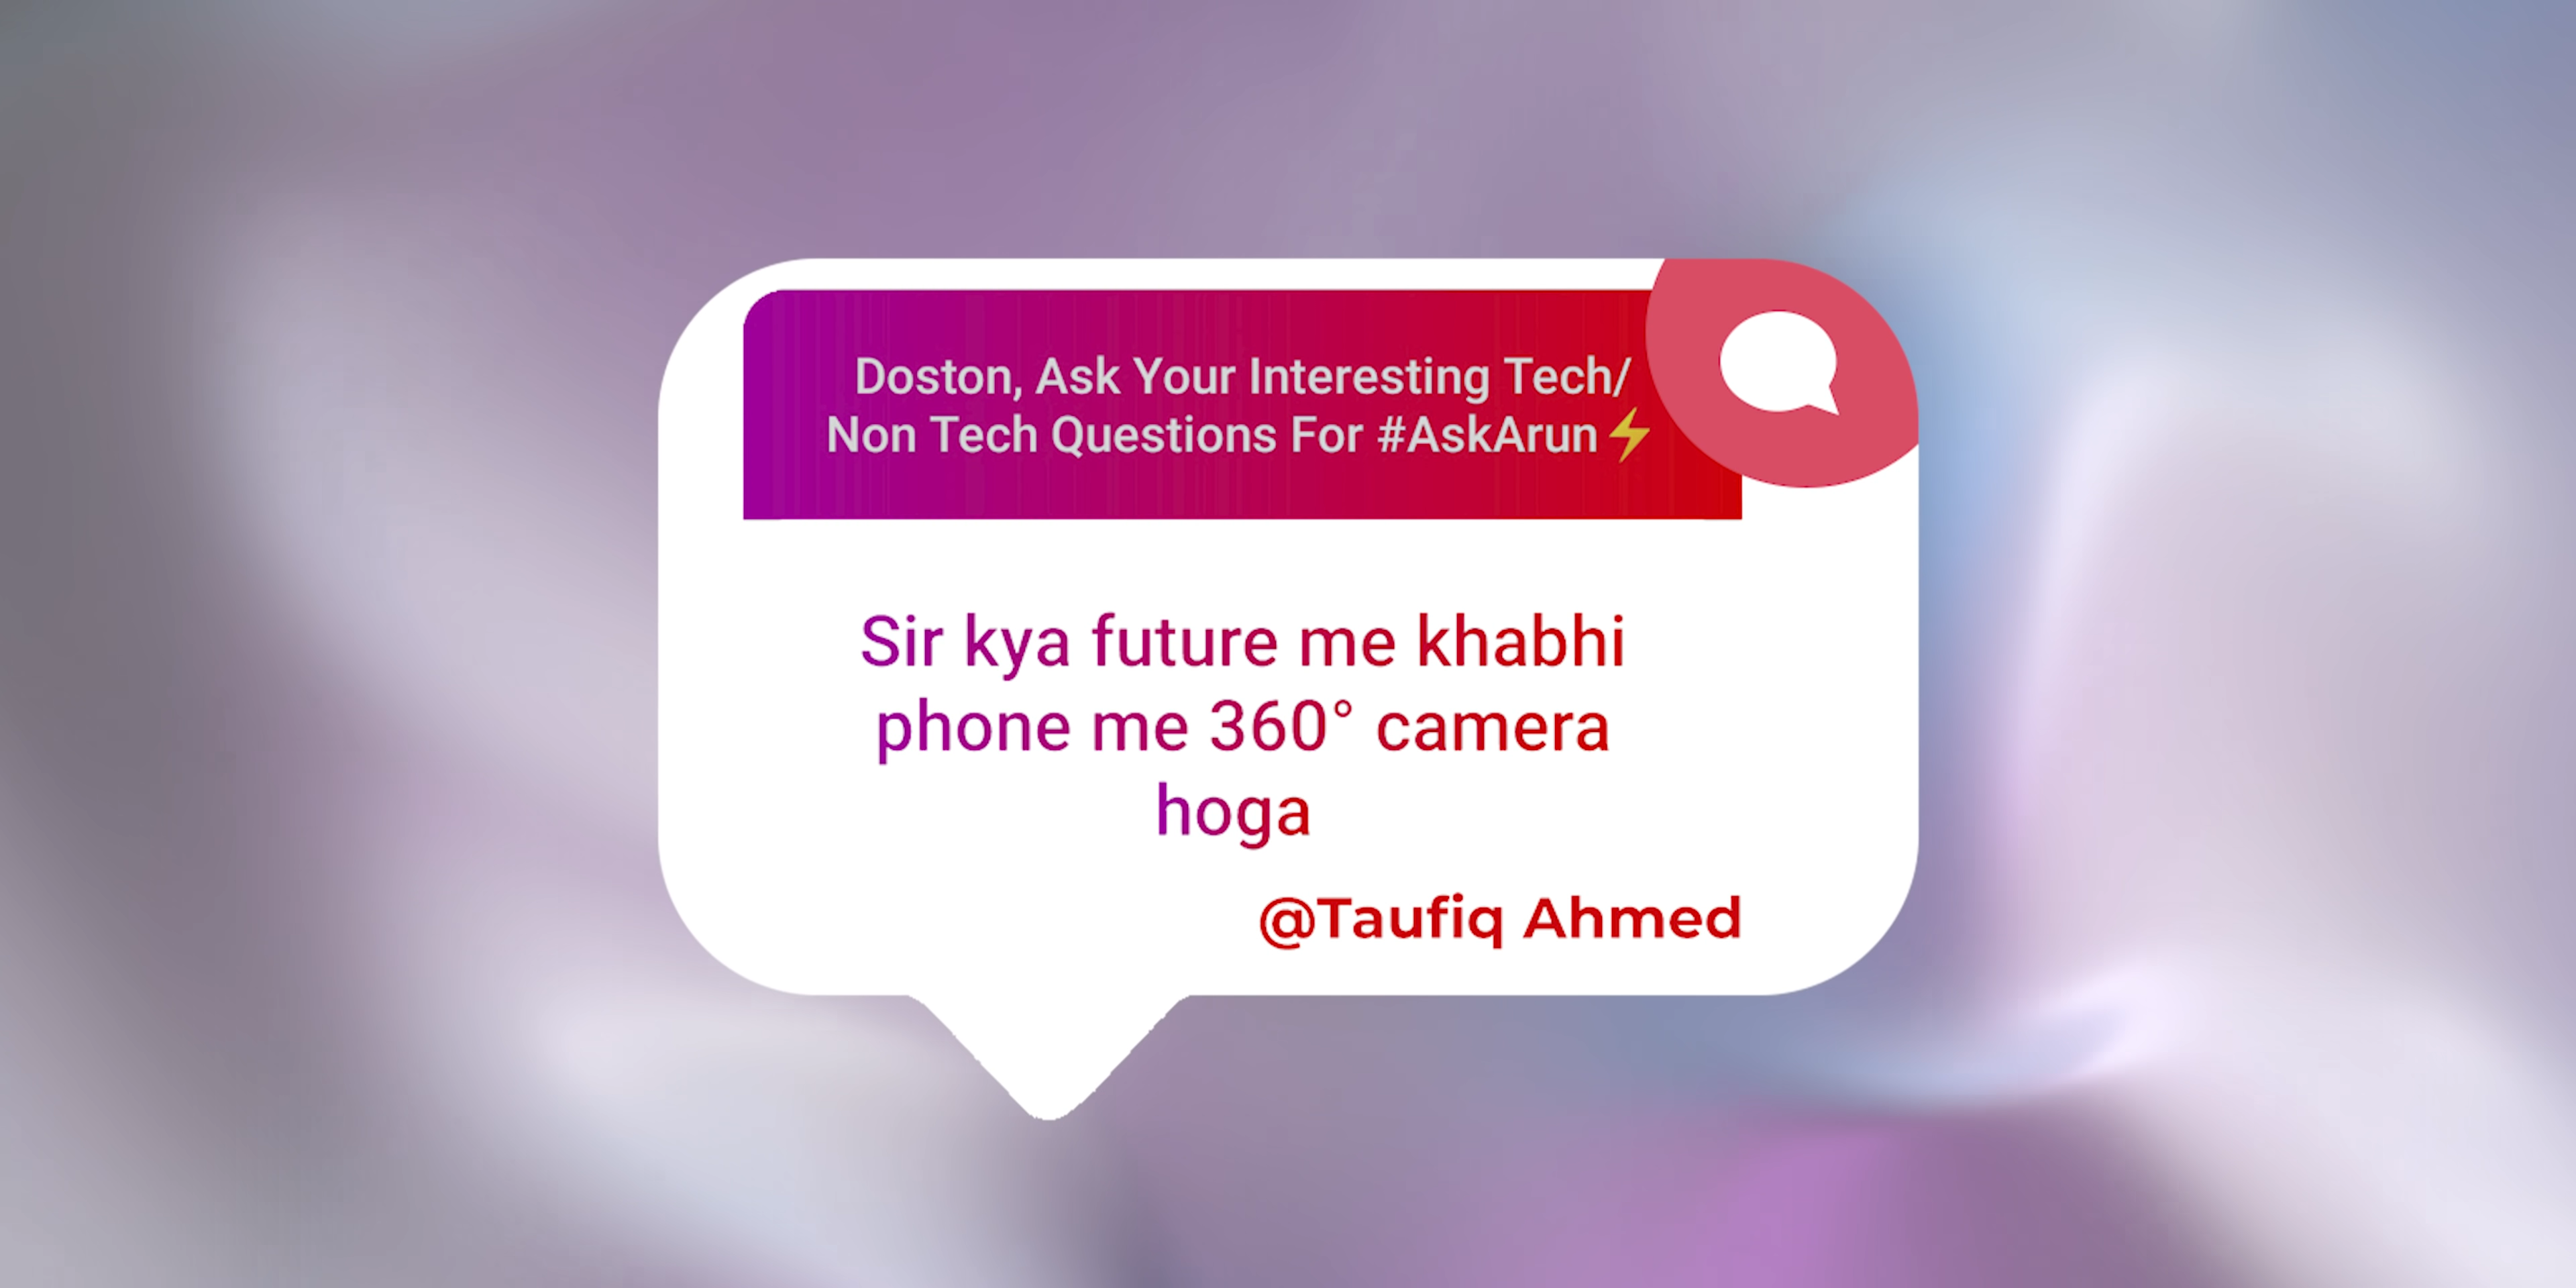 Doston, Ask Your Interesting Tech/
Non Tech Questions For #AskArun⚡
Sir kya future me khabhi
phone me 360° camera
hoga
@Taufiq Ahmed